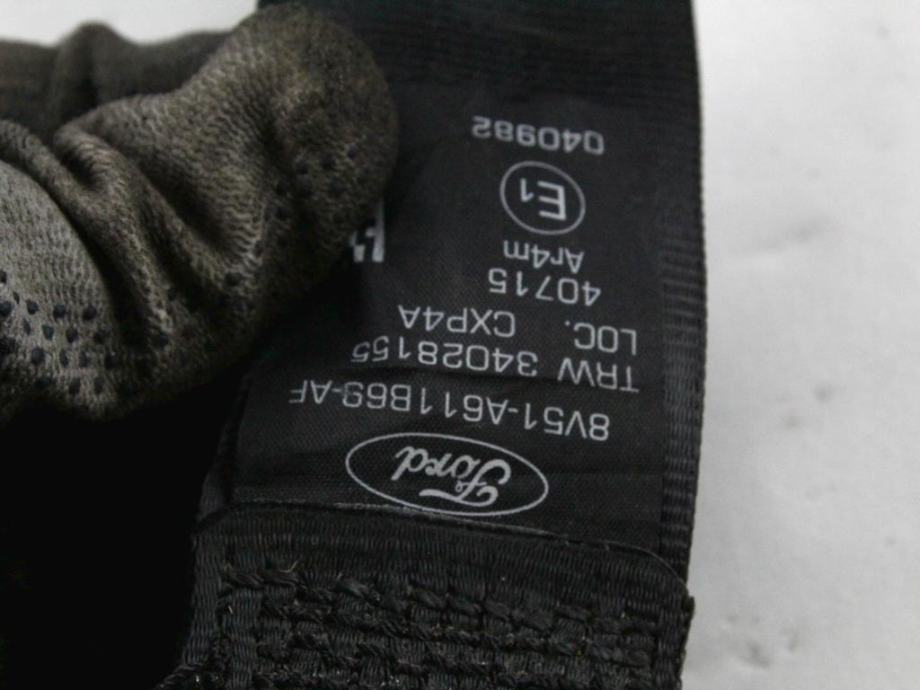 Ford
8V51-A611B69-AF
TRW 34028155
LOC. CXP4A
40715
Ar4m
E1
040982